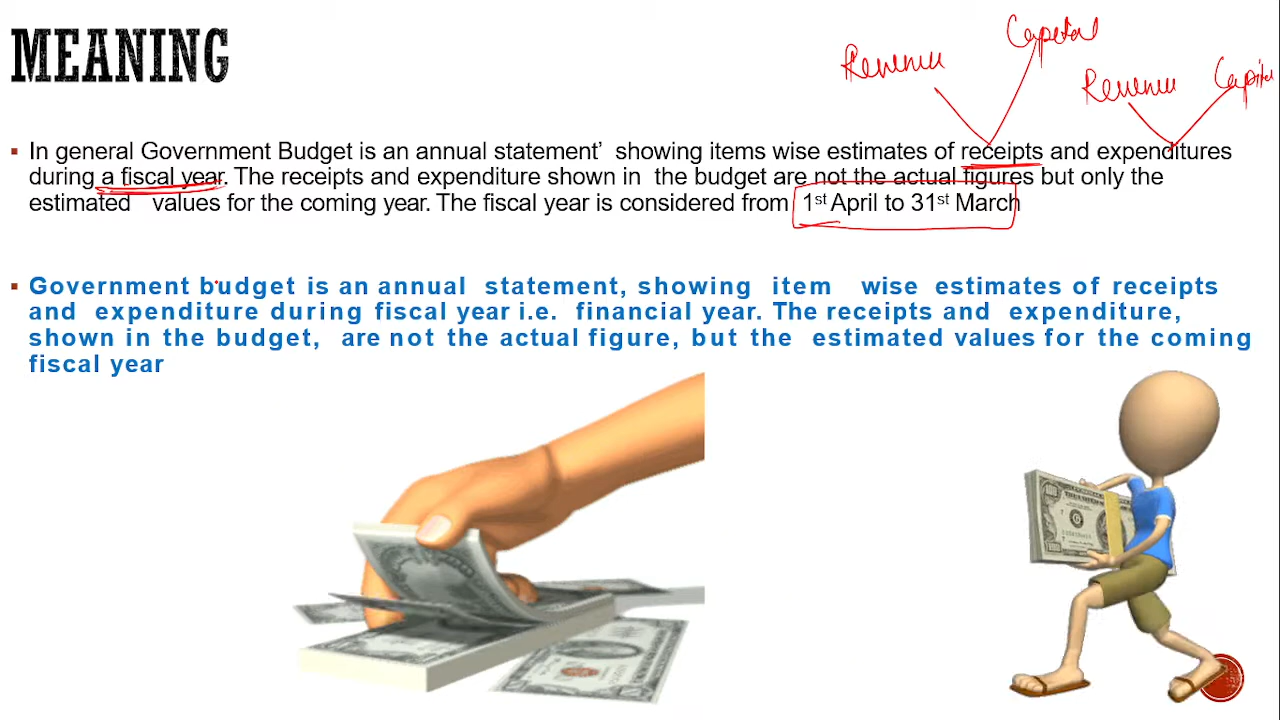 MEANING
Revenue
Capital
Revenue
Capital
In general Government Budget is an annual statement’ showing items wise estimates of receipts and expenditures
during a fiscal year. The receipts and expenditure shown in the budget are not the actual figures but only the
estimated values for the coming year. The fiscal year is considered from 1st April to 31st March
Government budget is an annual statement, showing item wise estimates of receipts
and expenditure during fiscal year i.e. financial year. The receipts and expenditure,
shown in the budget, are not the actual figure, but the estimated values for the coming
fiscal year